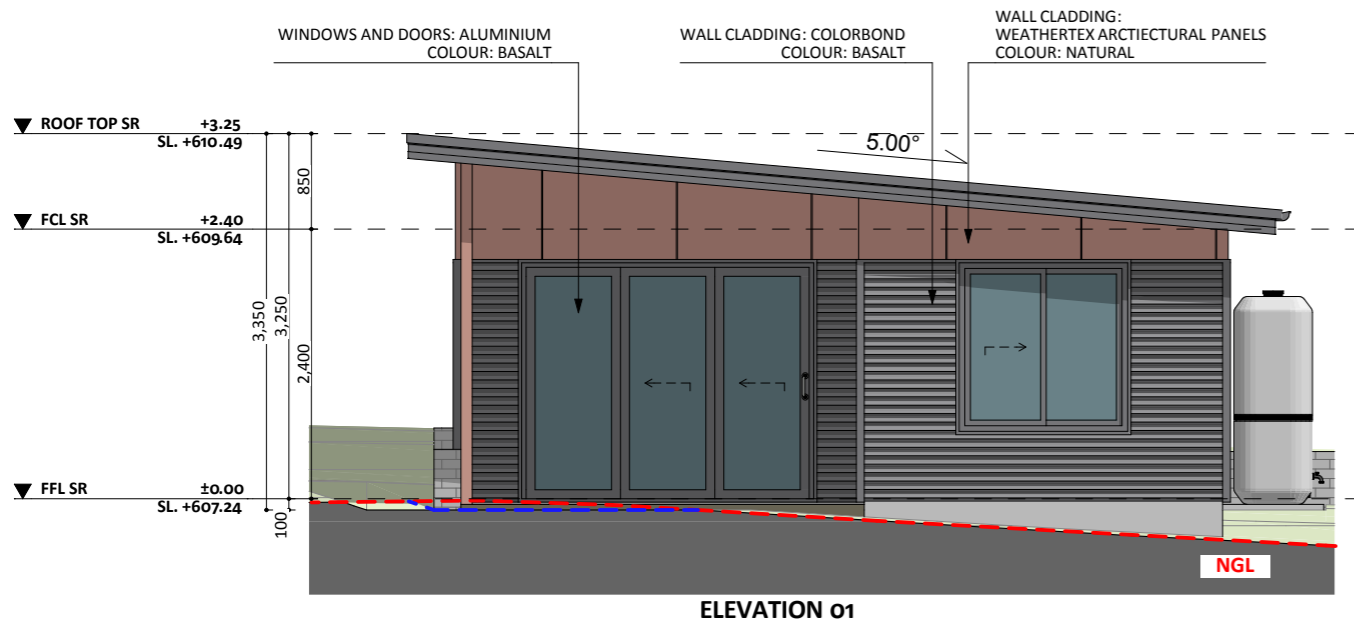 WINDOWS AND DOORS: ALUMINIUM
COLOUR: BASALT
WALL CLADDING: COLORBOND
COLOUR: BASALT
WALL CLADDING:
WEATHERTEX ARCTIECTURAL PANELS
COLOUR: NATURAL
ROOF TOP SR +3.25
SL. +610.49
5.00°
850
FCL SR +2.40
SL. +609.64
3,350
3,250
2,400
FFL SR ±0.00
SL. +607.24
100
NGL
ELEVATION 01